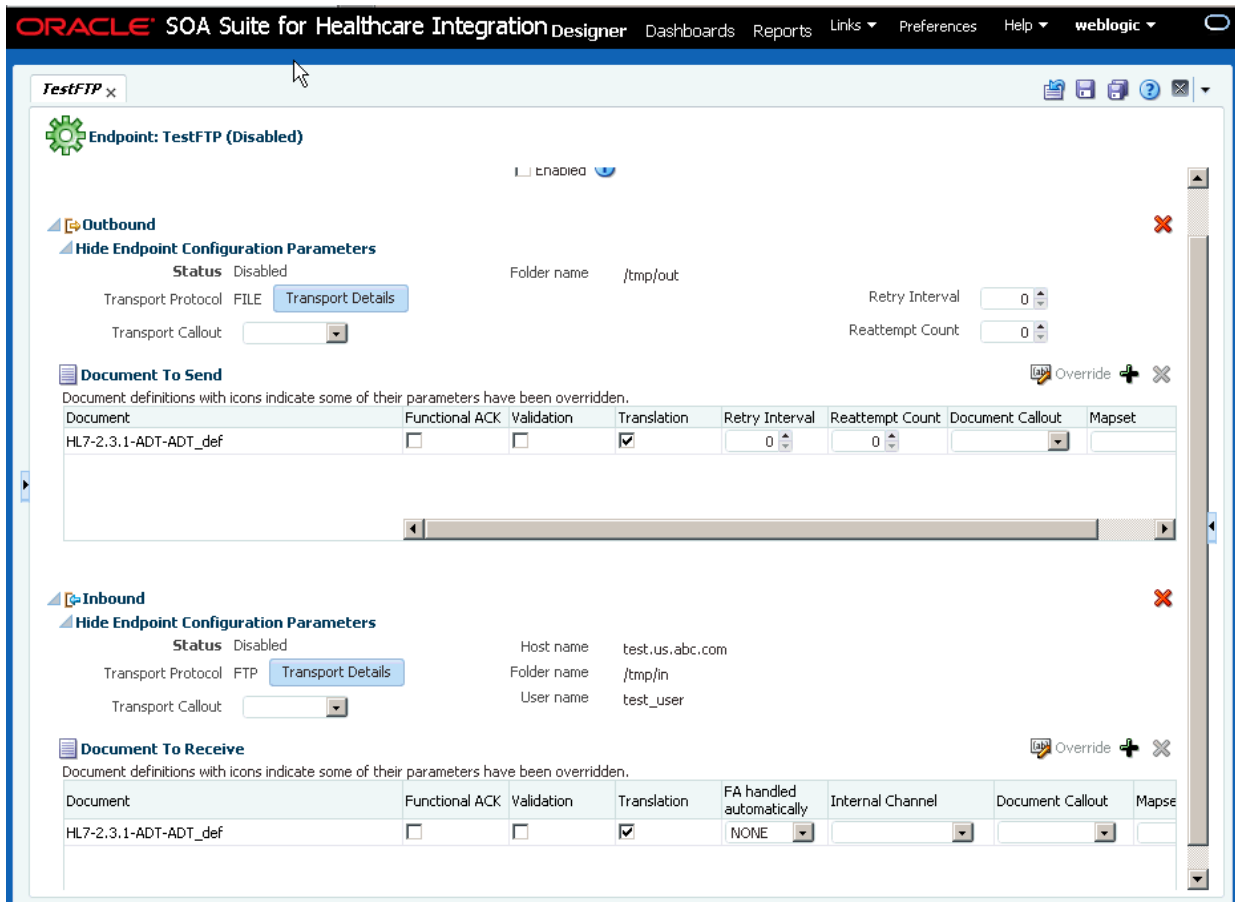 ORACLE SOA Suite for Healthcare Integration Designer Dashboards Reports Links Preferences Help weblogic
TestFTP
Endpoint: TestFTP (Disabled)
Enabled
Outbound
Hide Endpoint Configuration Parameters
Status Disabled Folder name /tmp/out
Transport Protocol FILE Transport Details Retry Interval 0
Transport Callout Reattempt Count 0
Document To Send Override
Document definitions with icons indicate some of their parameters have been overridden.
Document Functional ACK Validation Translation Retry Interval Reattempt Count Document Callout Mapset
HL7-2.3.1-ADT-ADT_def 0 0
Inbound
Hide Endpoint Configuration Parameters
Status Disabled Host name test.us.abc.com
Transport Protocol FTP Transport Details Folder name /tmp/in
Transport Callout User name test_user
Document To Receive Override
Document definitions with icons indicate some of their parameters have been overridden.
Document Functional ACK Validation Translation FA handled automatically Internal Channel Document Callout Mapse
HL7-2.3.1-ADT-ADT_def NONE